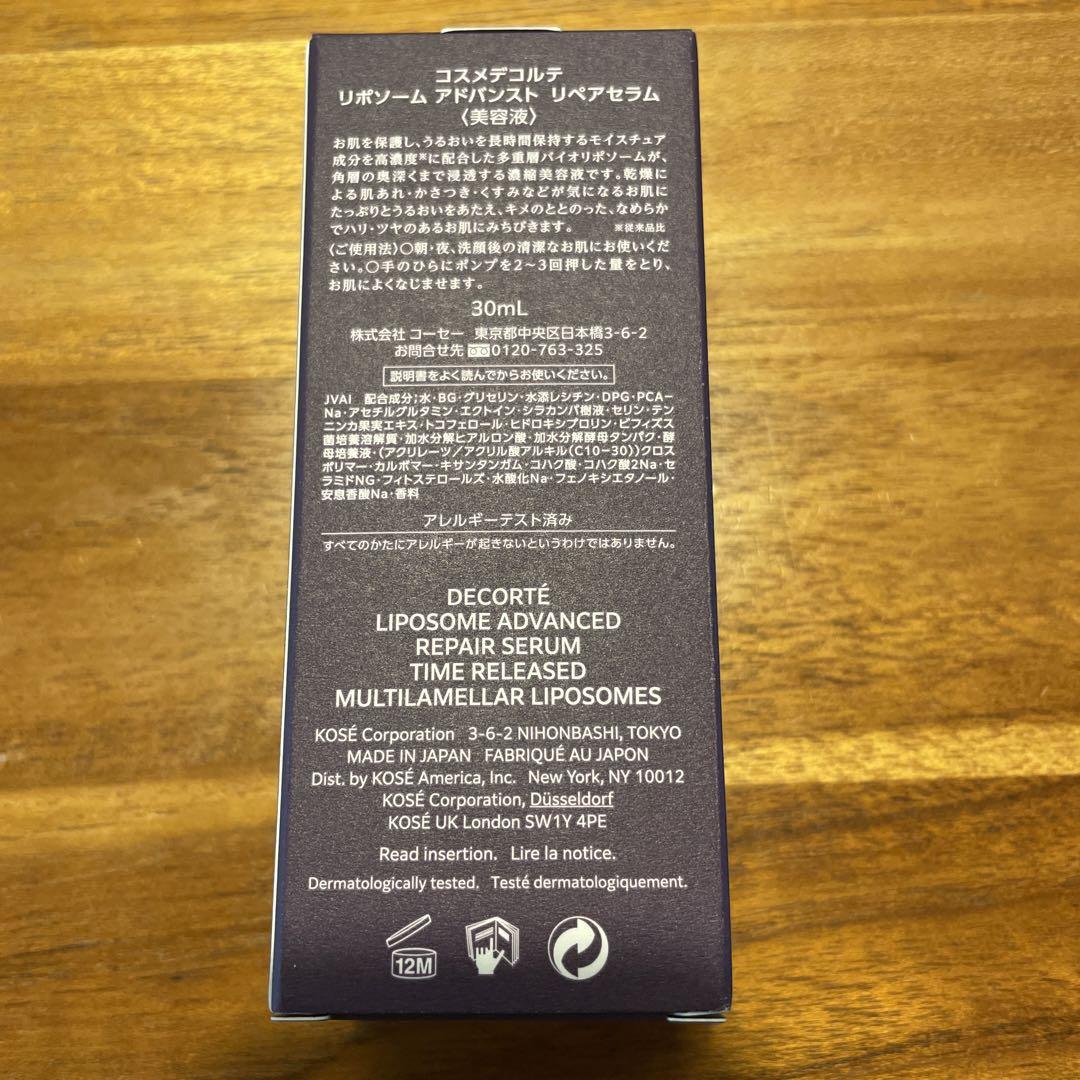 コスメデコルテ
リポソーム アドバンスト リペアセラム
〈美容液〉
お肌を保護し、うるおいを長時間保持するモイスチュア
成分を高濃度※に配合した多重層バイオリポソームが、
角層の奥深くまで浸透する濃縮美容液です。乾燥
による肌あれ・かさつき・くすみなどが気になるお肌に
たっぷりとうるおいをあたえ、キメのととのった、なめらか
でハリ・ツヤのあるお肌にみちびきます。 ※従来品比
〈ご使用法〉○朝・夜、洗顔後の清潔なお肌にお使いくだ
さい。○手のひらにポンプを2〜3回押した量をとり、
お肌によくなじませます。
30mL
株式会社 コーセー 東京都中央区日本橋3-6-2
お問合せ先 0120-763-325
説明書をよく読んでからお使いください。
JVAI 配合成分：水・BG・グリセリン・水添レシチン・DPG・PCA-
Na・アセチルグルタミン・エクトイン・シラカンバ樹液・セリン・テン
ニンカ果実エキス・トコフェロール・ヒドロキシプロリン・ビフィズス
菌培養溶解質・加水分解ヒアルロン酸・加水分解酵母タンパク・酵
母培養液・（アクリレーツ／アクリル酸アルキル（C10-30））クロス
ポリマー・カルボマー・キサンタンガム・コハク酸・コハク酸2Na・セ
ラミドNG・フィトステロールズ・水酸化Na・フェノキシエタノール・
安息香酸Na・香料
アレルギーテスト済み
すべてのかたにアレルギーが起きないというわけではありません。
DECORTÉ
LIPOSOME ADVANCED
REPAIR SERUM
TIME RELEASED
MULTILAMELLAR LIPOSOMES
KOSÉ Corporation 3-6-2 NIHONBASHI, TOKYO
MADE IN JAPAN FABRIQUÉ AU JAPON
Dist. by KOSÉ America, Inc. New York, NY 10012
KOSÉ Corporation, Düsseldorf
KOSÉ UK London SW1Y 4PE
Read insertion. Lire la notice.
Dermatologically tested. Testé dermatologiquement.
12M